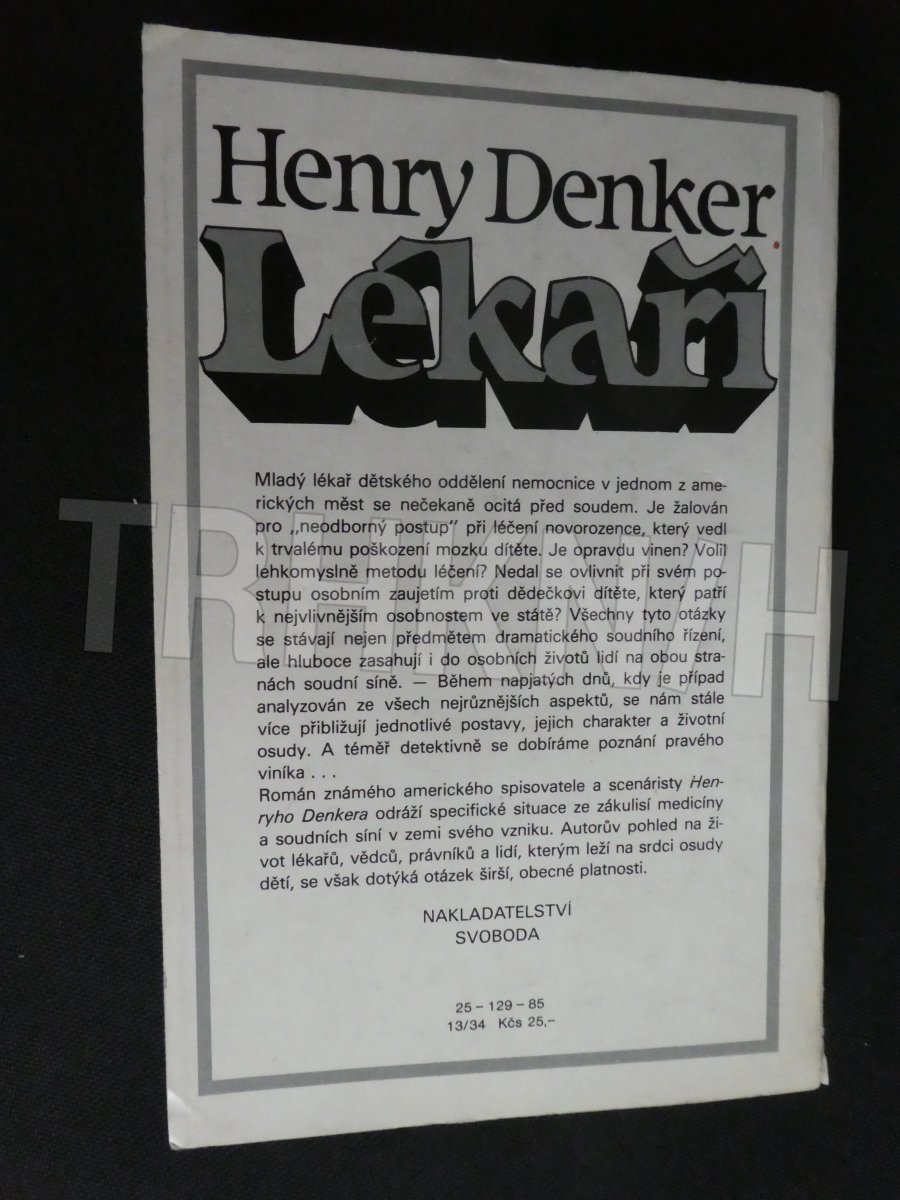 Henry Denker
Lékaři
Mladý lékař dětského oddělení nemocnice v jednom z ame-
rických měst se nečekaně ocitá před soudem. Je žalován
pro „neodborný postup" při léčení novorozence, který vedl
k trvalému poškození mozku dítěte. Je opravdu vinen? Volil
lehkomyslně metodu léčení? Nedal se ovlivnit při svém po-
stupu osobním zaujetím proti dědečkovi dítěte, který patří
k nejvlivnějším osobnostem ve státě? Všechny tyto otázky
se stávají nejen předmětem dramatického soudního řízení,
ale hluboce zasahují i do osobních životů lidí na obou stra-
nách soudní síně. — Během napjatých dnů, kdy je případ
analyzován ze všech nejrůznějších aspektů, se nám stále
více přibližují jednotlivé postavy, jejich charakter a životní
osudy. A téměř detektivně se dobíráme poznání pravého
viníka . . .
Román známého amerického spisovatele a scenáristy Hen-
ryho Denkera odráží specifické situace ze zákulisí medicíny
a soudních síní v zemi svého vzniku. Autorův pohled na ži-
vot lékařů, vědců, právníků a lidí, kterým leží na srdci osudy
dětí, se však dotýká otázek širší, obecné platnosti.
NAKLADATELSTVÍ
SVOBODA
25 – 129 – 85
13/34 Kčs 25,–
TRHKNIH